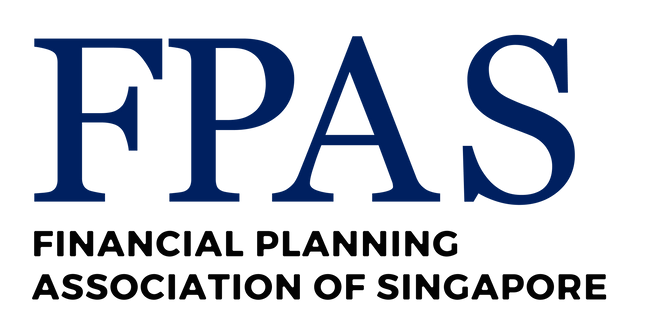 FPAS
FINANCIAL PLANNING
ASSOCIATION OF SINGAPORE